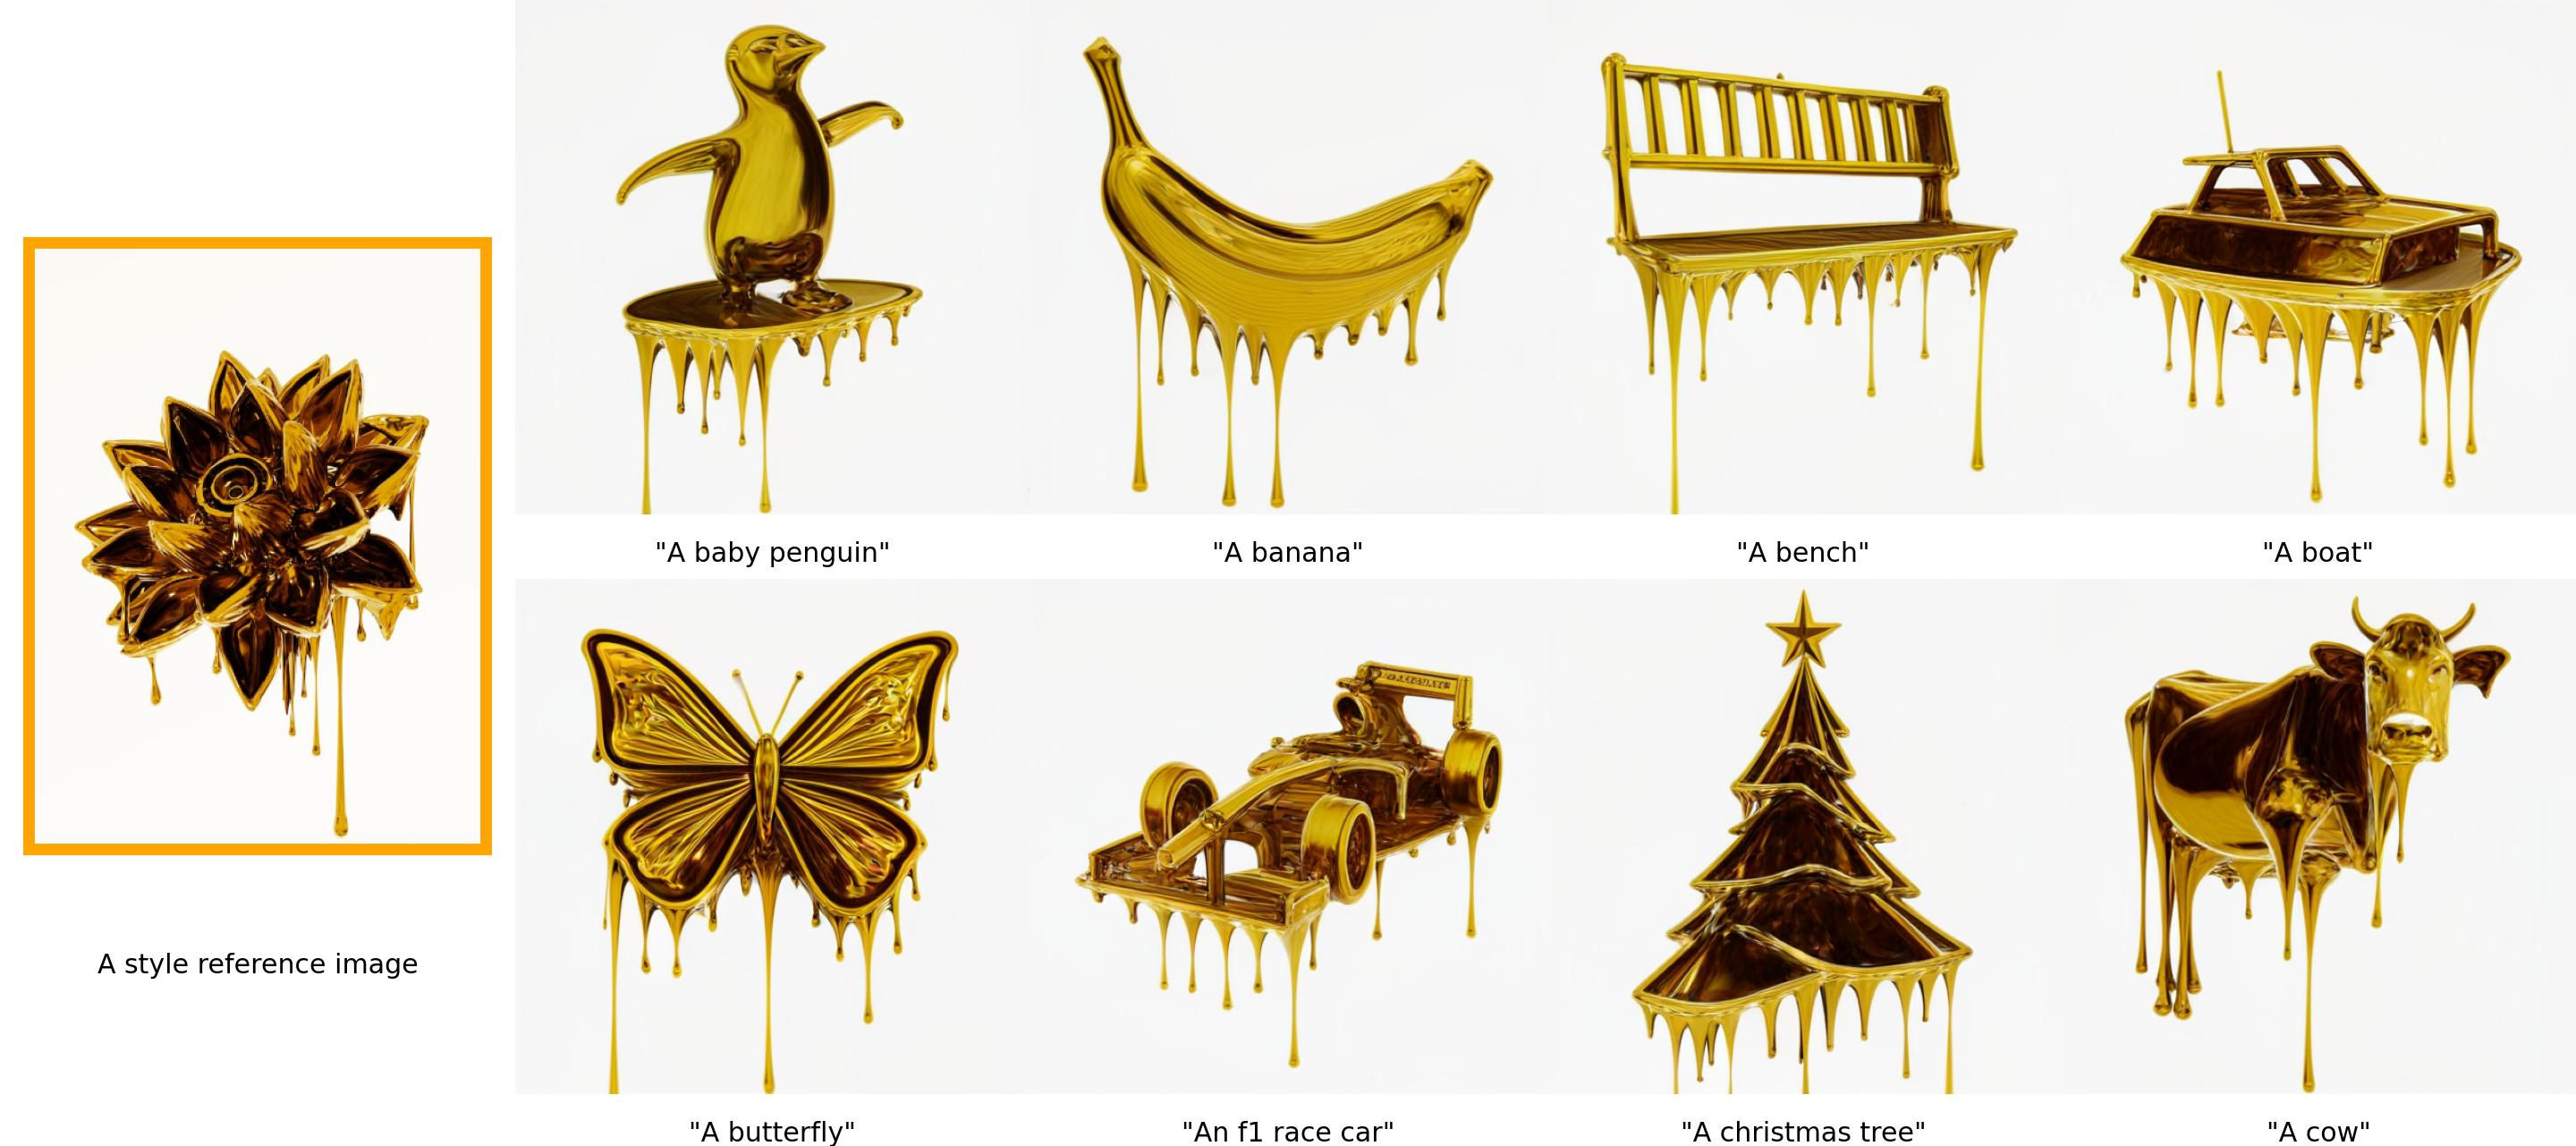 "A baby penguin"
"A banana"
"A bench"
"A boat"
A style reference image
"A butterfly"
"An f1 race car"
"A christmas tree"
"A cow"